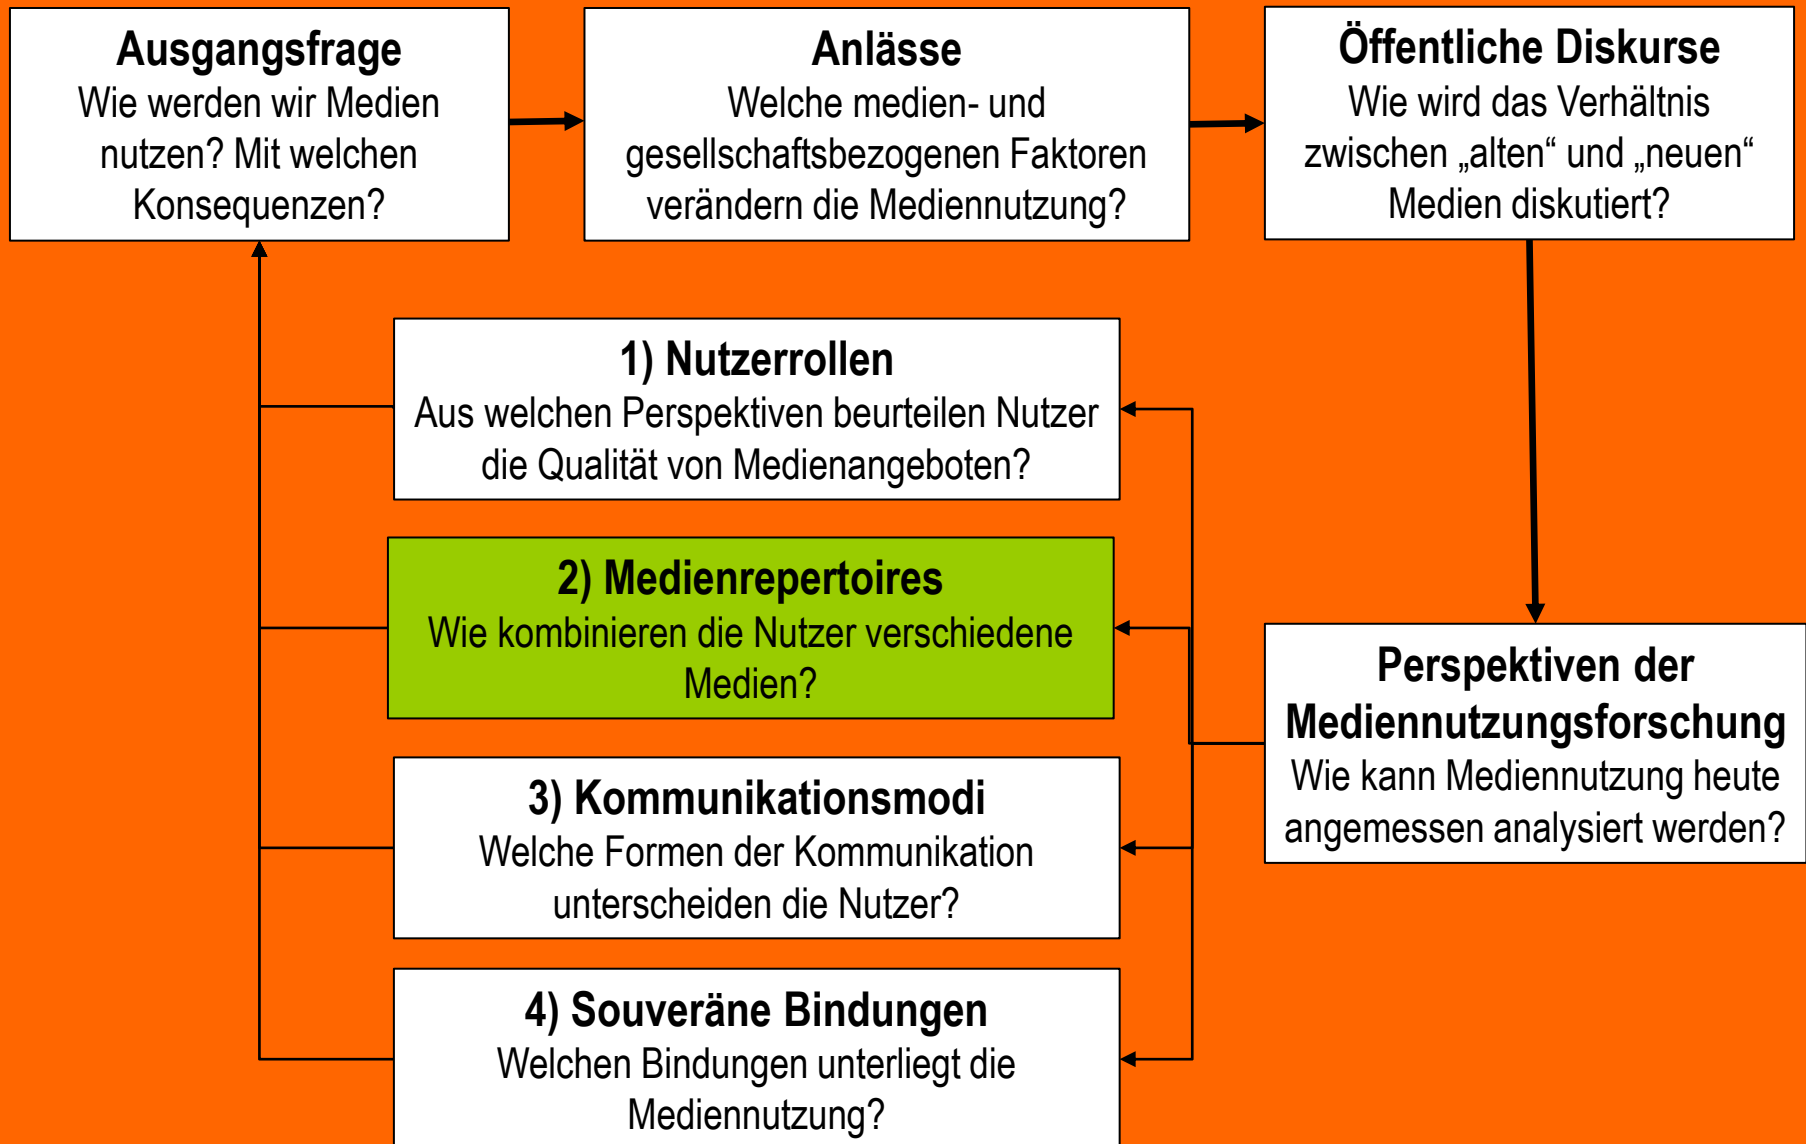 Ausgangsfrage
Wie werden wir Medien
nutzen? Mit welchen
Konsequenzen?
Anlässe
Welche medien- und
gesellschaftsbezogenen Faktoren
verändern die Mediennutzung?
Öffentliche Diskurse
Wie wird das Verhältnis
zwischen „alten“ und „neuen“
Medien diskutiert?
1) Nutzerrollen
Aus welchen Perspektiven beurteilen Nutzer
die Qualität von Medienangeboten?
2) Medienrepertoires
Wie kombinieren die Nutzer verschiedene
Medien?
Perspektiven der
Mediennutzungsforschung
Wie kann Mediennutzung heute
angemessen analysiert werden?
3) Kommunikationsmodi
Welche Formen der Kommunikation
unterscheiden die Nutzer?
4) Souveräne Bindungen
Welchen Bindungen unterliegt die
Mediennutzung?